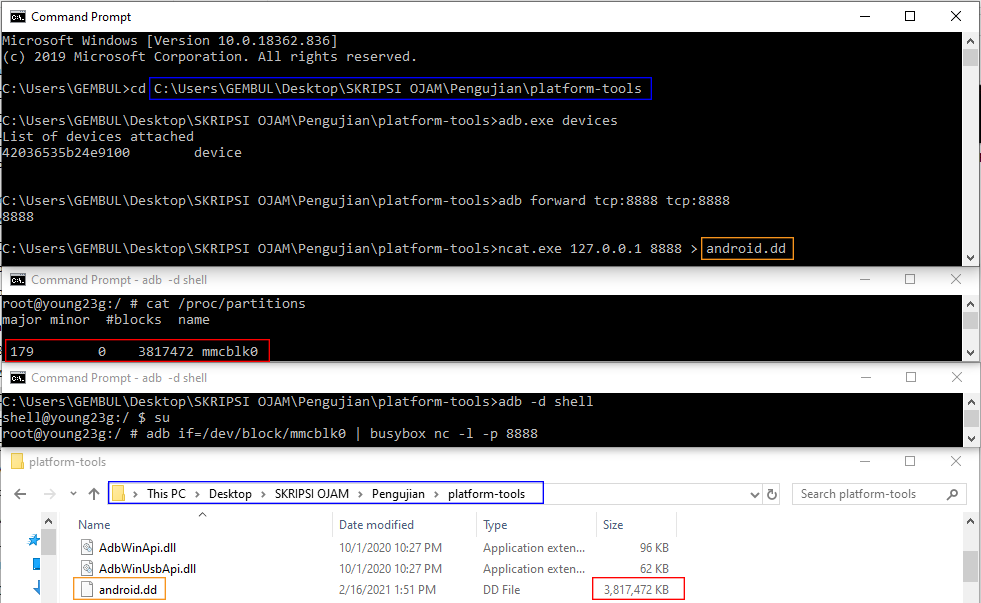 Command Prompt
Microsoft Windows [Version 10.0.18362.836]
(c) 2019 Microsoft Corporation. All rights reserved.
C:\Users\GEMBUL>cd C:\Users\GEMBUL\Desktop\SKRIPSI OJAM\Pengujian\platform-tools
C:\Users\GEMBUL\Desktop\SKRIPSI OJAM\Pengujian\platform-tools>adb.exe devices
List of devices attached
42036535b24e9100 device
C:\Users\GEMBUL\Desktop\SKRIPSI OJAM\Pengujian\platform-tools>adb forward tcp:8888 tcp:8888
8888
C:\Users\GEMBUL\Desktop\SKRIPSI OJAM\Pengujian\platform-tools>ncat.exe 127.0.0.1 8888 > android.dd
Command Prompt - adb -d shell
root@young23g:/ # cat /proc/partitions
major minor #blocks name
179 0 3817472 mmcblk0
Command Prompt - adb -d shell
C:\Users\GEMBUL\Desktop\SKRIPSI OJAM\Pengujian\platform-tools>adb -d shell
shell@young23g:/ $ su
root@young23g:/ # adb if=/dev/block/mmcblk0 | busybox nc -l -p 8888
platform-tools
This PC > Desktop > SKRIPSI OJAM > Pengujian > platform-tools Search platform-tools
Name Date modified Type Size
AdbWinApi.dll 10/1/2020 10:27 PM Application exten... 96 KB
AdbWinUsbApi.dll 10/1/2020 10:27 PM Application exten... 62 KB
android.dd 2/16/2021 1:51 PM DD File 3,817,472 KB